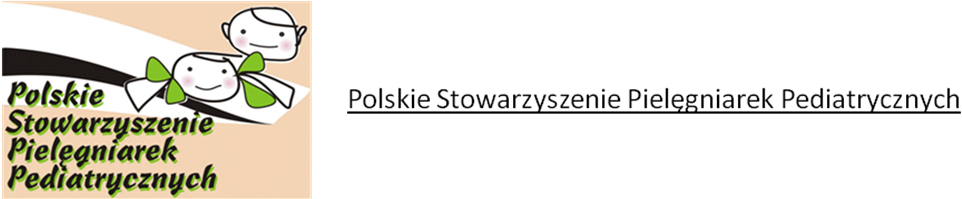 Polskie
Stowarzyszenie
Pielęgniarek
Pediatrycznych
Polskie Stowarzyszenie Pielęgniarek Pediatrycznych